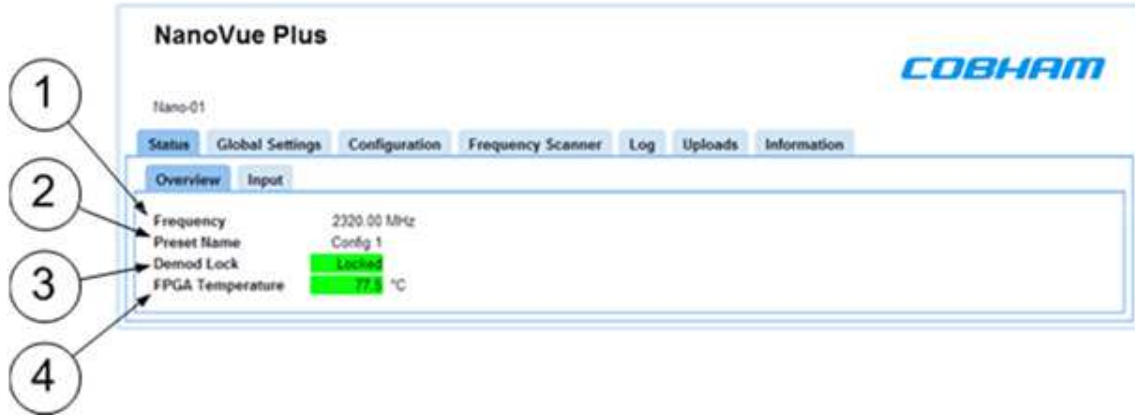 NanoVue Plus
COBHAM
Nano-01
Status Global Settings Configuration Frequency Scanner Log Uploads Information
Overview Input
1 Frequency 2320.00 MHz
2 Preset Name Config 1
3 Demod Lock Locked
4 FPGA Temperature 77.5 °C